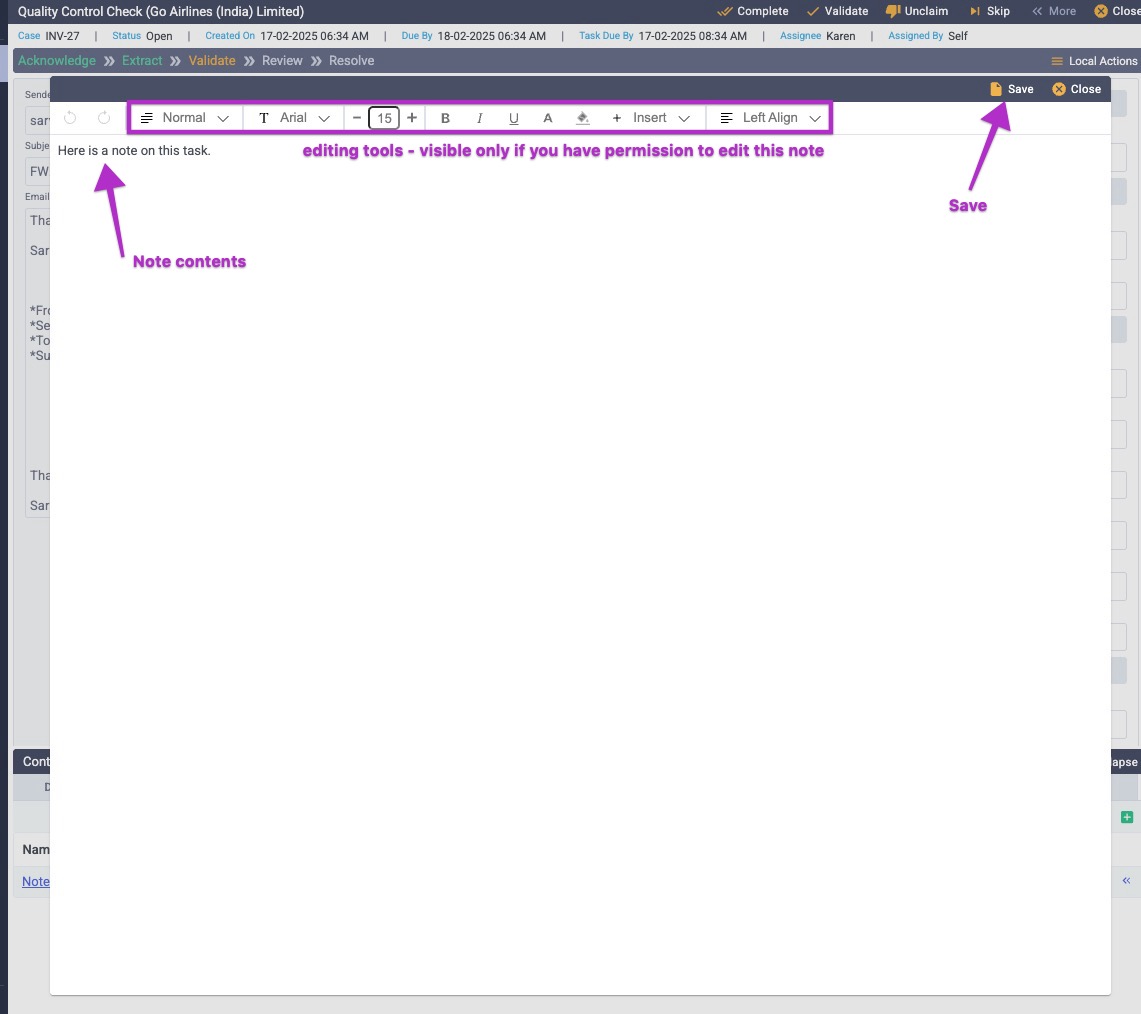 Quality Control Check (Go Airlines (India) Limited) Complete Validate Unclaim Skip More Close
Case INV-27 | Status Open | Created On 17-02-2025 06:34 AM | Due By 18-02-2025 06:34 AM | Task Due By 17-02-2025 08:34 AM | Assignee Karen | Assigned By Self
Acknowledge Extract Validate Review Resolve Local Actions
Save Close
Sende
Normal T Arial − 15 + B I U A + Insert Left Align
sar
Here is a note on this task.
editing tools - visible only if you have permission to edit this note
Subje
FW
Email
Save
Tha
Sar
Note contents
*Fro
*Se
*To
*Su
Tha
Sar
Cont
apse
D
Nam
Note